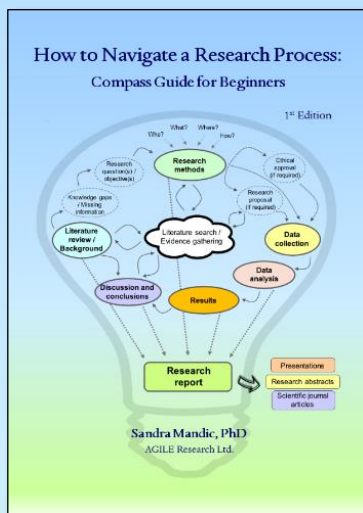 How to Navigate a Research Process:
Compass Guide for Beginners
1st Edition
Who?
What?
Where?
How?
Research
question(s) /
objective(s)
Research
methods
Ethical
approval
(if required)
Knowledge gaps /
Missing
information
Research
proposal
(if required)
Literature
review /
Background
Literature search /
Evidence gathering
Data
collection
Data
analysis
Discussion and
conclusions
Results
Research
report
Presentations
Research abstracts
Scientific journal
articles
Sandra Mandic, PhD
AGILE Research Ltd.